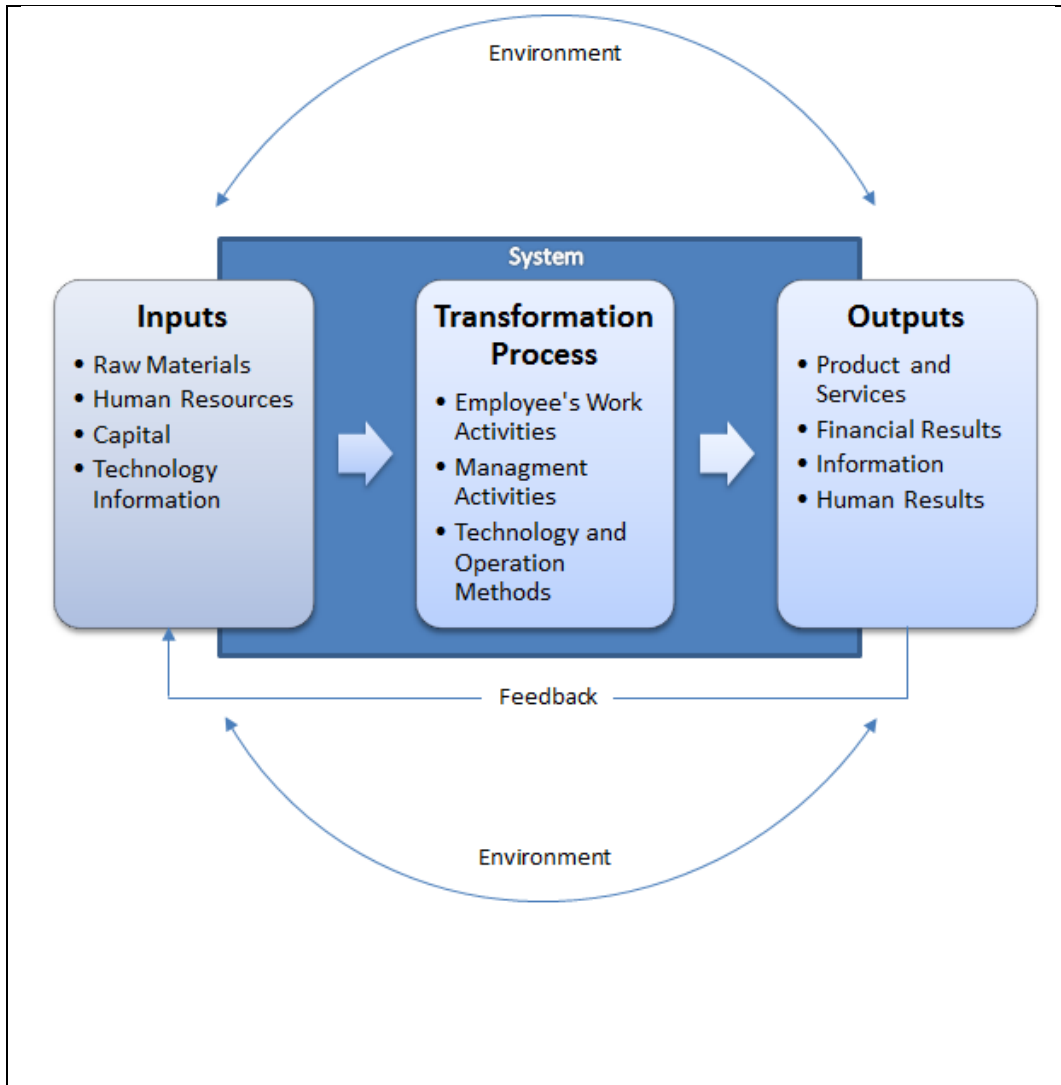 Environment
System
Inputs
• Raw Materials
• Human Resources
• Capital
• Technology
Information
Transformation
Process
• Employee's Work
Activities
• Managment
Activities
• Technology and
Operation
Methods
Outputs
• Product and
Services
• Financial Results
• Information
• Human Results
Feedback
Environment